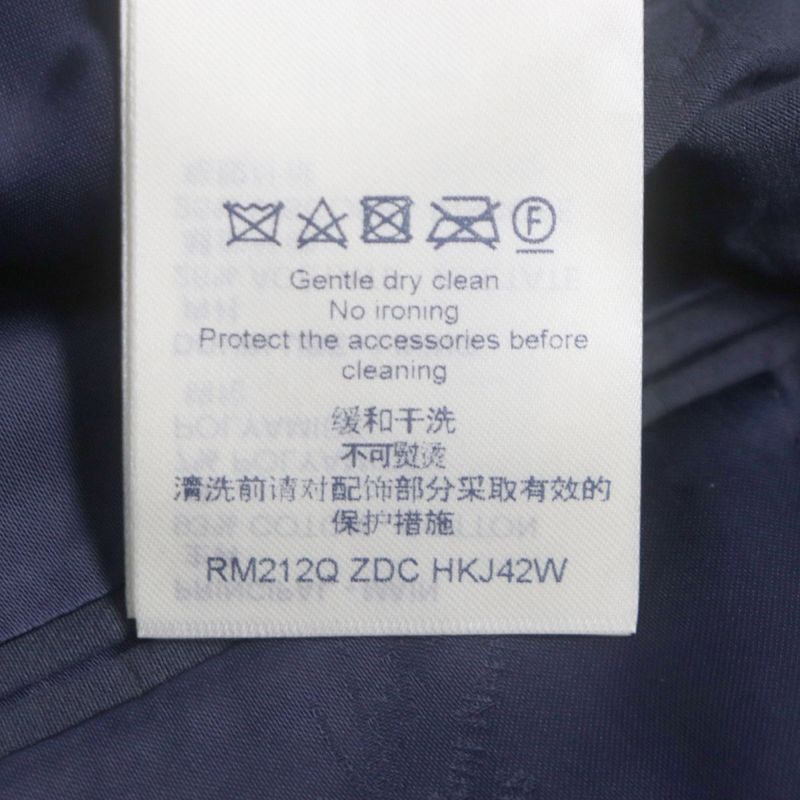 F
Gentle dry clean
No ironing
Protect the accessories before
cleaning
缓和干洗
不可熨烫
清洗前请对配饰部分采取有效的
保护措施
RM212Q ZDC HKJ42W